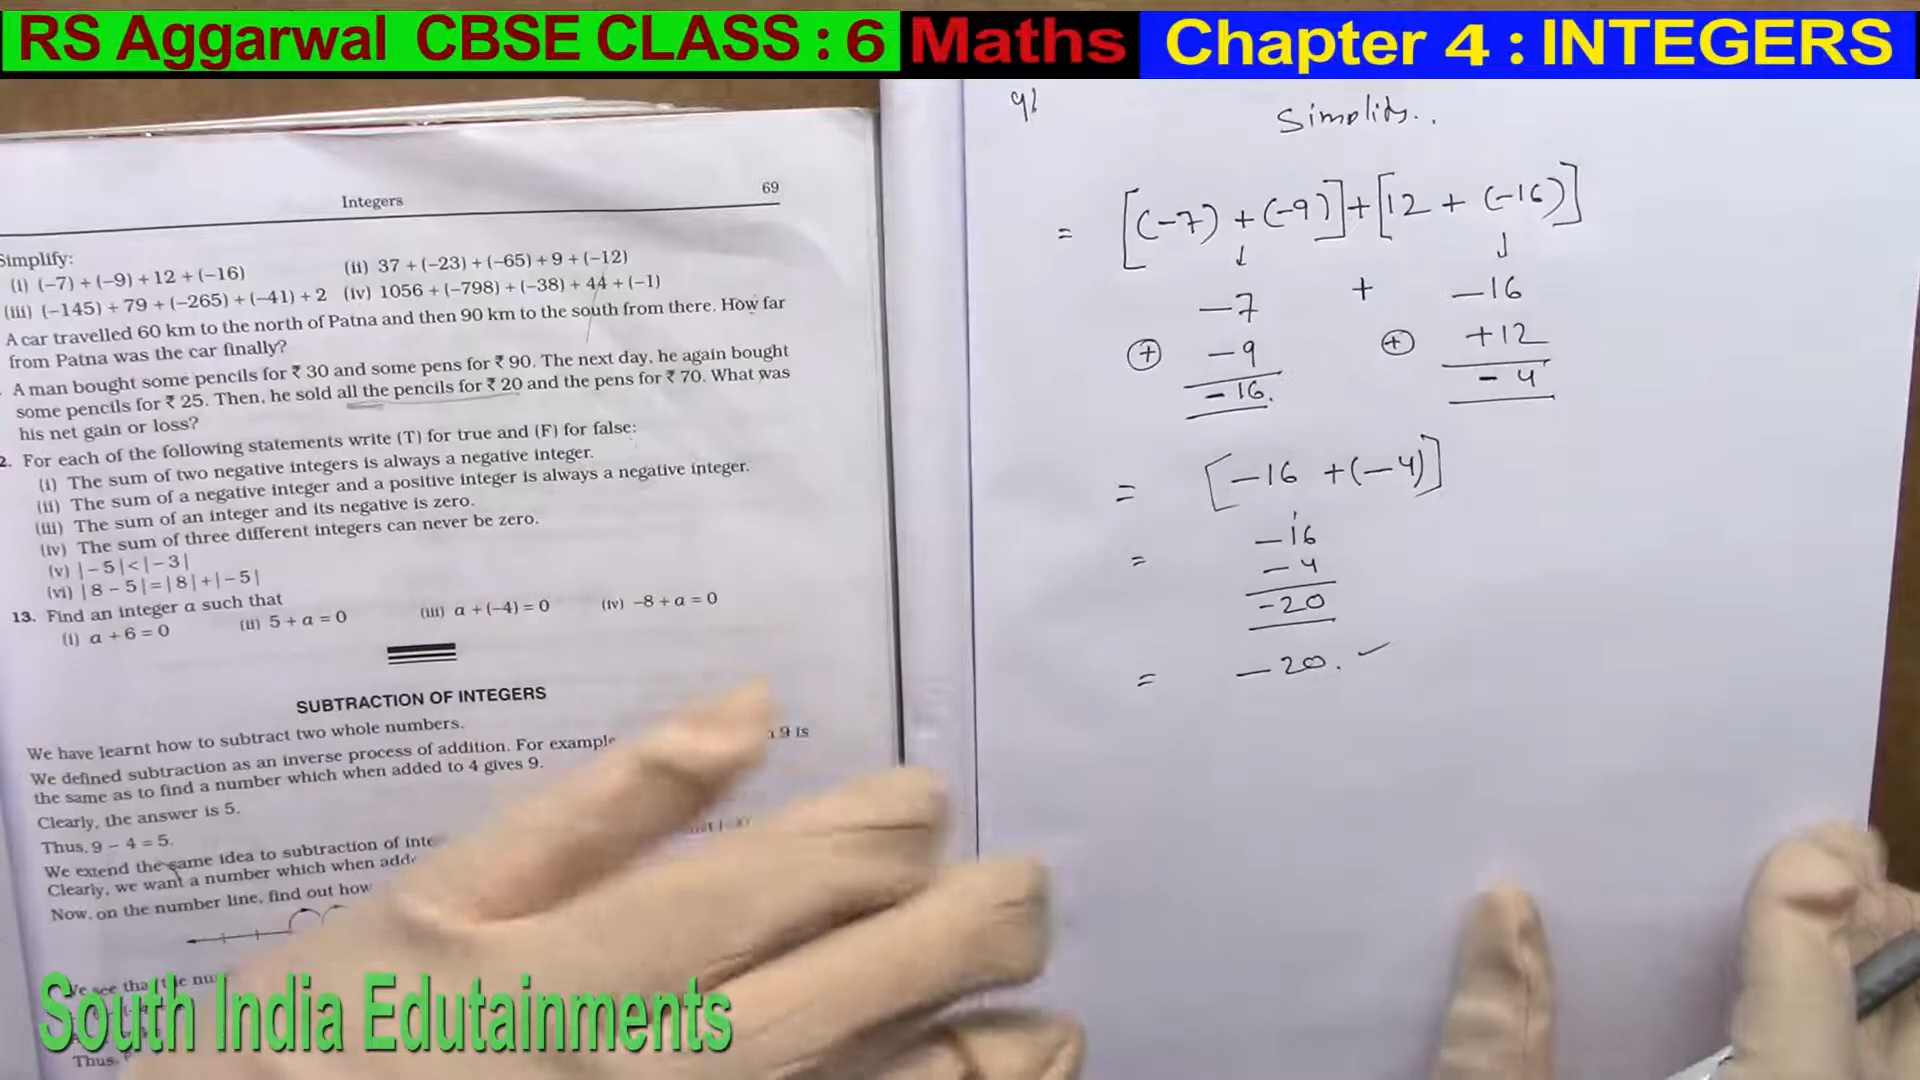 RS Aggarwal CBSE CLASS : 6 Maths Chapter 4 : INTEGERS
Integers
69
Simplify:
(i) (–7) + (–9) + 12 + (–16)
(ii) 37 + (–23) + (–65) + 9 + (–12)
(iii) (–145) + 79 + (–265) + (–41) + 2
(iv) 1056 + (–798) + (–38) + 44 + (–1)
A car travelled 60 km to the north of Patna and then 90 km to the south from there. How far
from Patna was the car finally?
A man bought some pencils for ₹ 30 and some pens for ₹ 90. The next day, he again bought
some pencils for ₹ 25. Then, he sold all the pencils for ₹ 20 and the pens for ₹ 70. What was
his net gain or loss?
2. For each of the following statements write (T) for true and (F) for false:
(i) The sum of two negative integers is always a negative integer.
(ii) The sum of a negative integer and a positive integer is always a negative integer.
(iii) The sum of an integer and its negative is zero.
(iv) The sum of three different integers can never be zero.
(v) | – 5 | < | – 3 |
(vi) | 8 – 5 | = | 8 | + | – 5 |
13. Find an integer a such that
(i) a + 6 = 0
(ii) 5 + a = 0
(iii) a + (–4) = 0
(iv) –8 + a = 0
SUBTRACTION OF INTEGERS
We have learnt how to subtract two whole numbers.
We defined subtraction as an inverse process of addition. For example 9 is
the same as to find a number which when added to 4 gives 9.
Clearly, the answer is 5.
Thus, 9 – 4 = 5.
We extend the same idea to subtraction of
Clearly, we want a number which when
Now, on the number line, find out how
see that the
Thus,
South India Edutainments
= [(-7) + (-9)] + [12 + (-16)]
-7 + -16
+ -9 + +12
-16. -4
= [-16 + (-4)]
= -16
-4
-20
= -20.